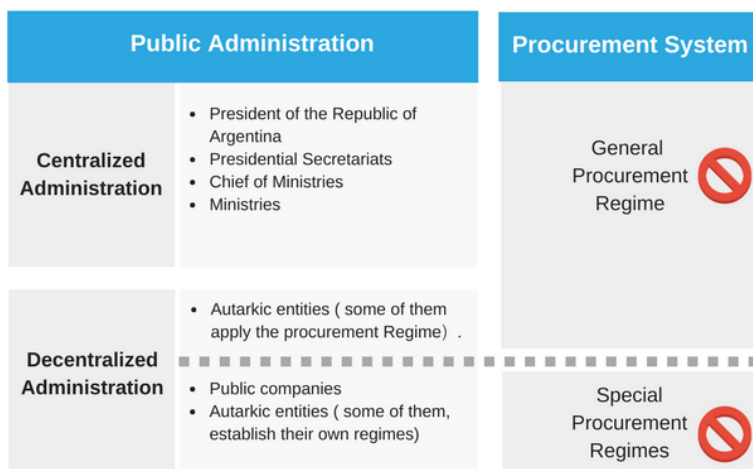 Public Administration
Procurement System
Centralized
Administration
• President of the Republic of
Argentina
• Presidential Secretariats
• Chief of Ministries
• Ministries
General
Procurement
Regime
Decentralized
Administration
• Autarkic entities ( some of them
apply the procurement Regime) .
• Public companies
• Autarkic entities ( some of them,
establish their own regimes)
Special
Procurement
Regimes